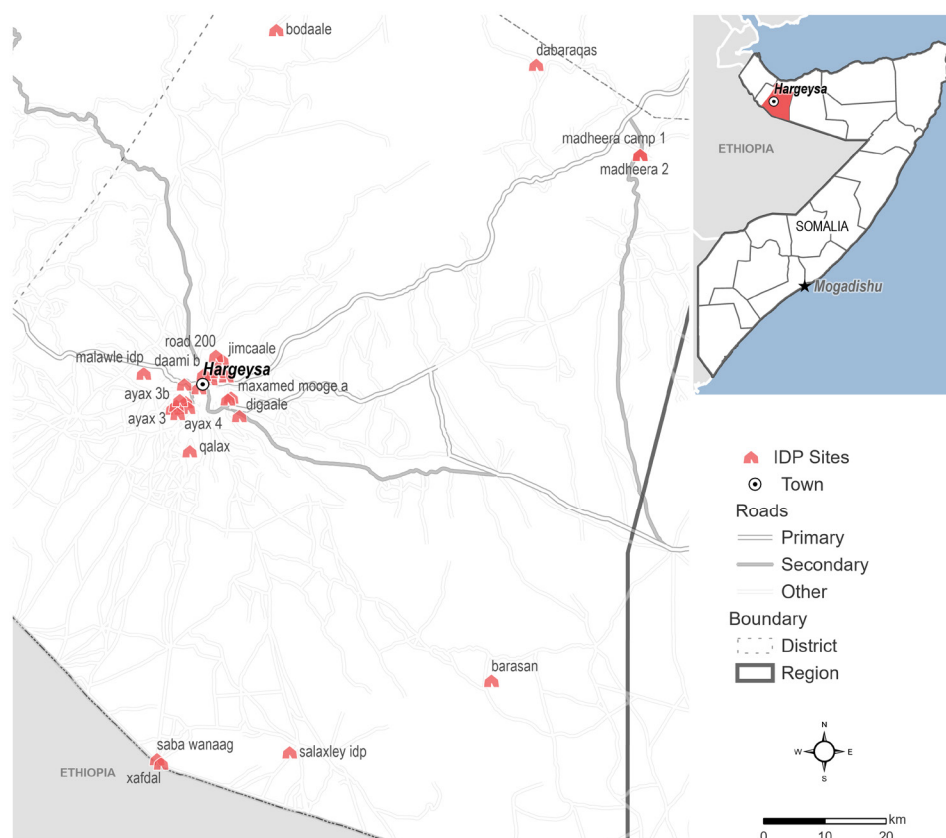 bodaale
dabaraqas
madheera camp 1
madheera 2
road 200
jimcaale
malawle idp
daami b
Hargeysa
maxamed mooge a
ayax 3b
digaale
ayax 3
ayax 4
qalax
barasan
saba wanaag
salaxley idp
xafdal
ETHIOPIA
Hargeysa
ETHIOPIA
SOMALIA
Mogadishu
IDP Sites
Town
Roads
Primary
Secondary
Other
Boundary
District
Region
N
W E
S
km
0 10 20